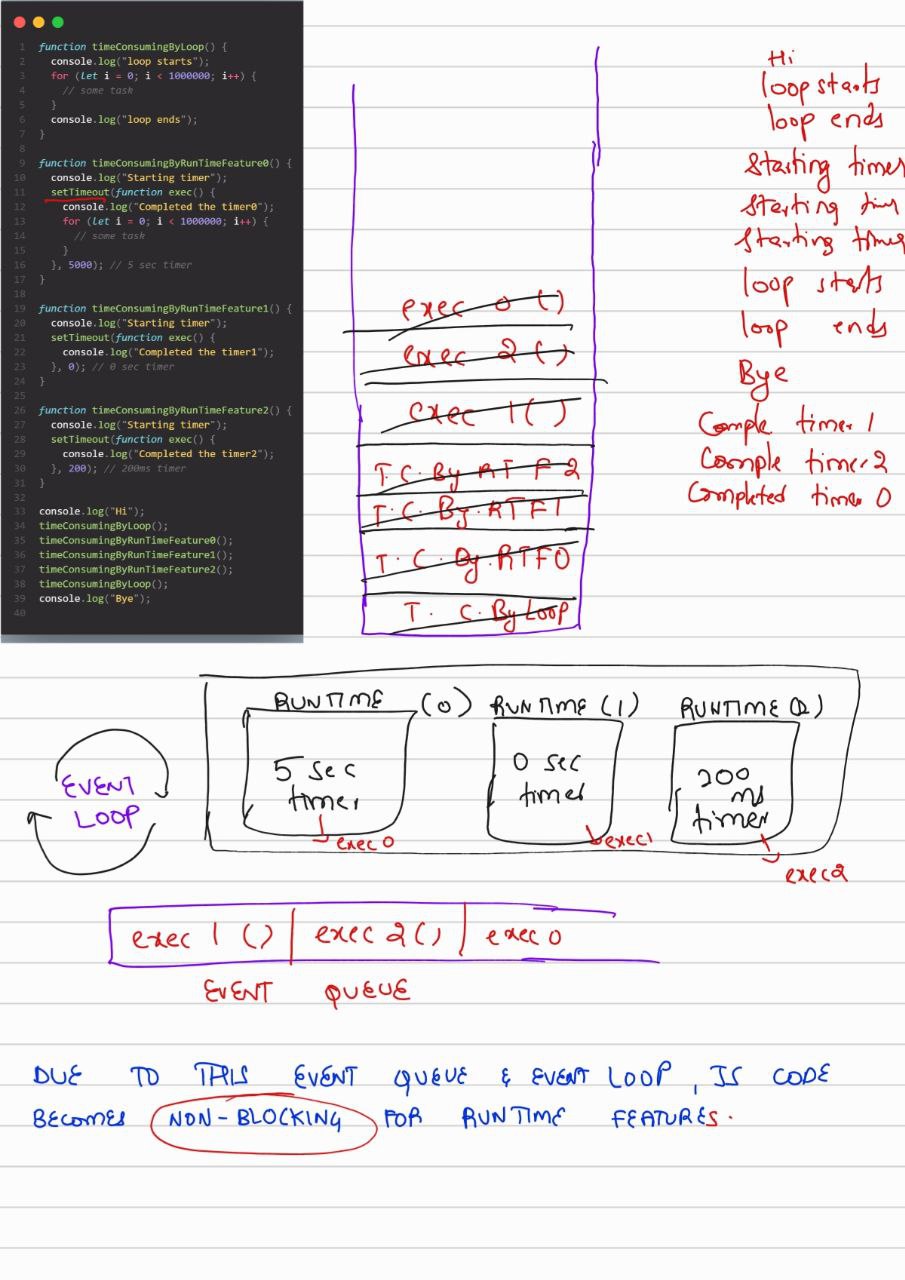 1 function timeConsumingByLoop() {
2 console.log("loop starts");
3 for (let i = 0; i < 1000000; i++) {
4 // some task
5 }
6 console.log("loop ends");
7 }
8
9 function timeConsumingByRunTimeFeature0() {
10 console.log("Starting timer");
11 setTimeout(function exec() {
12 console.log("Completed the timer0");
13 for (let i = 0; i < 1000000; i++) {
14 // some task
15 }
16 }, 5000); // 5 sec timer
17 }
18
19 function timeConsumingByRunTimeFeature1() {
20 console.log("Starting timer");
21 setTimeout(function exec() {
22 console.log("Completed the timer1");
23 }, 0); // 0 sec timer
24 }
25
26 function timeConsumingByRunTimeFeature2() {
27 console.log("Starting timer");
28 setTimeout(function exec() {
29 console.log("Completed the timer2");
30 }, 200); // 200ms timer
31 }
32
33 console.log("Hi");
34 timeConsumingByLoop();
35 timeConsumingByRunTimeFeature0();
36 timeConsumingByRunTimeFeature1();
37 timeConsumingByRunTimeFeature2();
38 timeConsumingByLoop();
39 console.log("Bye");
40
exec 0 ()
exec 2 ()
exec 1 ()
T.C.By RTF2
T.C.By.RTF1
T.C.By.RTF0
T.C.By Loop
Hi
loop starts
loop ends
Starting timer
Starting tim
Starting timer
loop starts
loop ends
Bye
Comple timer 1
Comple timer 2
Completed timer 0
RUNTIME (0)
5 sec
timer
exec 0
RUNTIME (1)
0 sec
timer
exec1
RUNTIME (2)
200
ms
timer
exec2
EVENT
LOOP
exec 1 () exec 2 () exec 0
EVENT QUEUE
DUE TO THIS EVENT QUEUE & EVENT LOOP, JS CODE
BECOMES NON-BLOCKING FOR RUNTIME FEATURES.